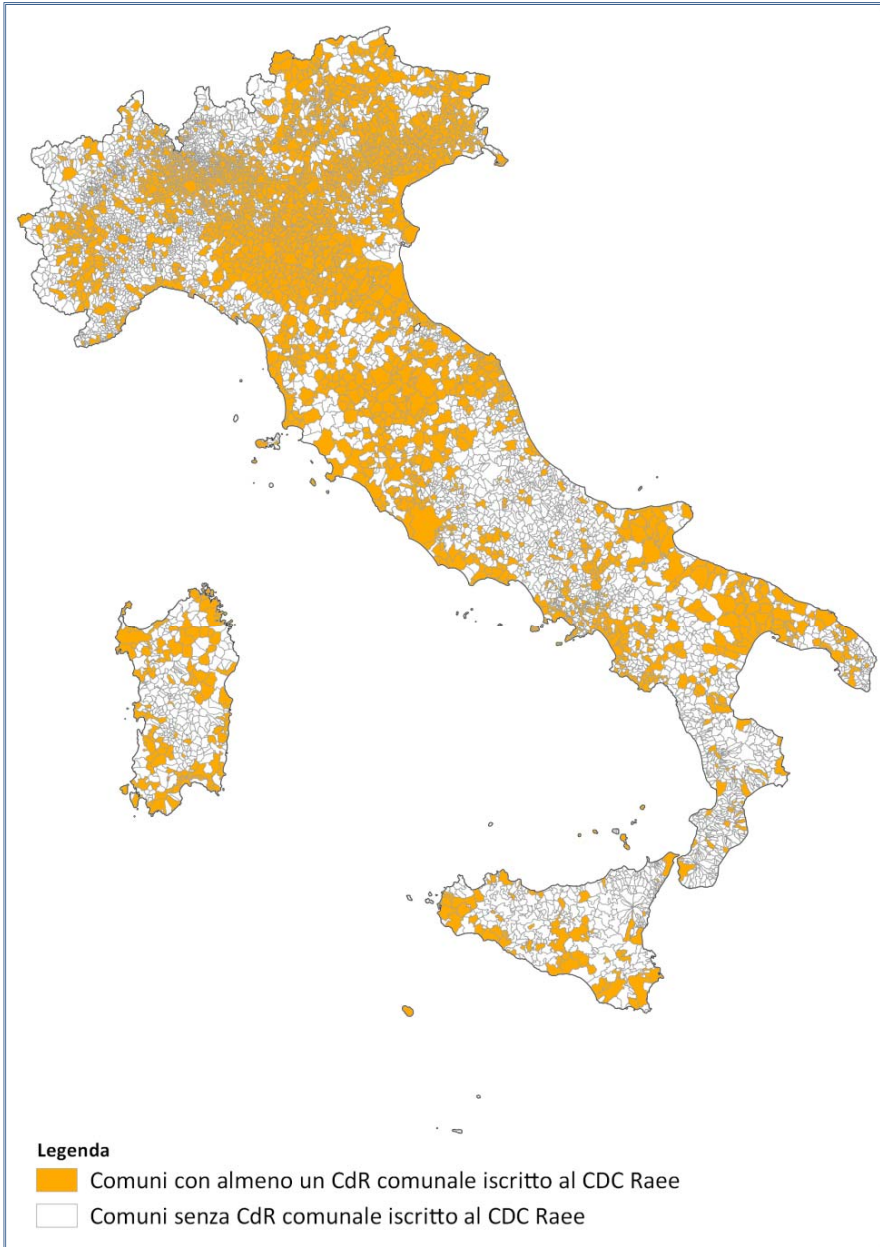 Legenda
Comuni con almeno un CdR comunale iscritto al CDC Raee
Comuni senza CdR comunale iscritto al CDC Raee